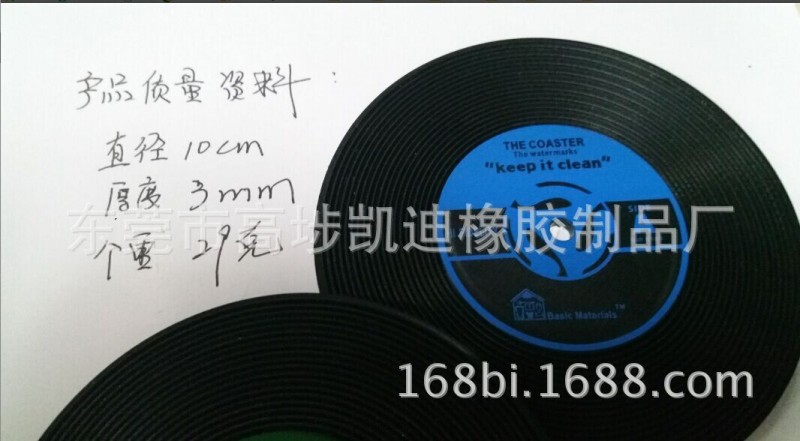 产品质量资料:
直径 10cm
厚度 3mm
个重 29克
THE COASTER
The watermarks
"keep it clean"
Basic Materials™
东莞市高埗凯迪橡胶制品厂
168bi.1688.com